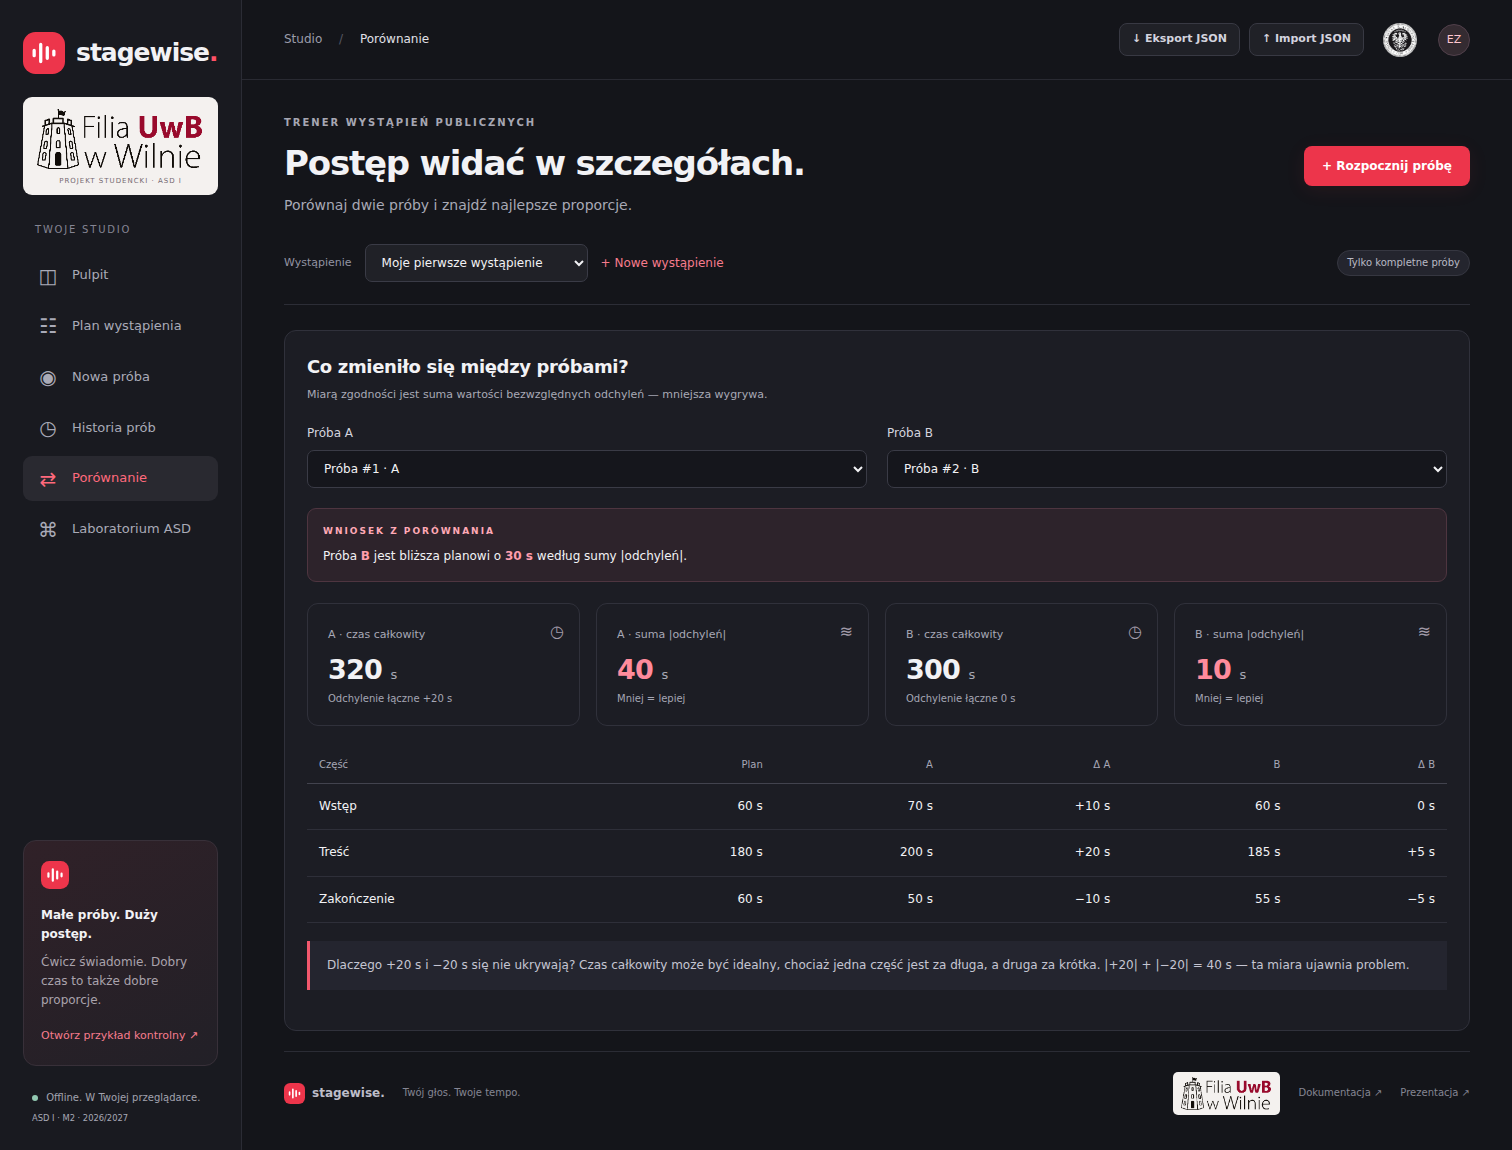 stagewise.
Filia UwB
w Wilnie
PROJEKT STUDENCKI · ASD I
TWOJE STUDIO
Pulpit
Plan wystąpienia
Nowa próba
Historia prób
Porównanie
Laboratorium ASD
Małe próby. Duży
postęp.
Ćwicz świadomie. Dobry
czas to także dobre
proporcje.
Otwórz przykład kontrolny ↗
Offline. W Twojej przeglądarce.
ASD I · M2 · 2026/2027
Studio / Porównanie
↓ Eksport JSON ↑ Import JSON EZ
TRENER WYSTĄPIEŃ PUBLICZNYCH
Postęp widać w szczegółach.
+ Rozpocznij próbę
Porównaj dwie próby i znajdź najlepsze proporcje.
Wystąpienie Moje pierwsze wystąpienie + Nowe wystąpienie Tylko kompletne próby
Co zmieniło się między próbami?
Miarą zgodności jest suma wartości bezwzględnych odchyleń — mniejsza wygrywa.
Próba A Próba B
Próba #1 · A Próba #2 · B
WNIOSEK Z PORÓWNANIA
Próba B jest bliższa planowi o 30 s według sumy |odchyleń|.
A · czas całkowity A · suma |odchyleń| B · czas całkowity B · suma |odchyleń|
320 s 40 s 300 s 10 s
Odchylenie łączne +20 s Mniej = lepiej Odchylenie łączne 0 s Mniej = lepiej
Część Plan A Δ A B Δ B
Wstęp 60 s 70 s +10 s 60 s 0 s
Treść 180 s 200 s +20 s 185 s +5 s
Zakończenie 60 s 50 s −10 s 55 s −5 s
Dlaczego +20 s i −20 s się nie ukrywają? Czas całkowity może być idealny, chociaż jedna część jest za długa, a druga za krótka. |+20| + |−20| = 40 s — ta miara ujawnia problem.
stagewise. Twój głos. Twoje tempo.
Filia UwB
w Wilnie
Dokumentacja ↗ Prezentacja ↗